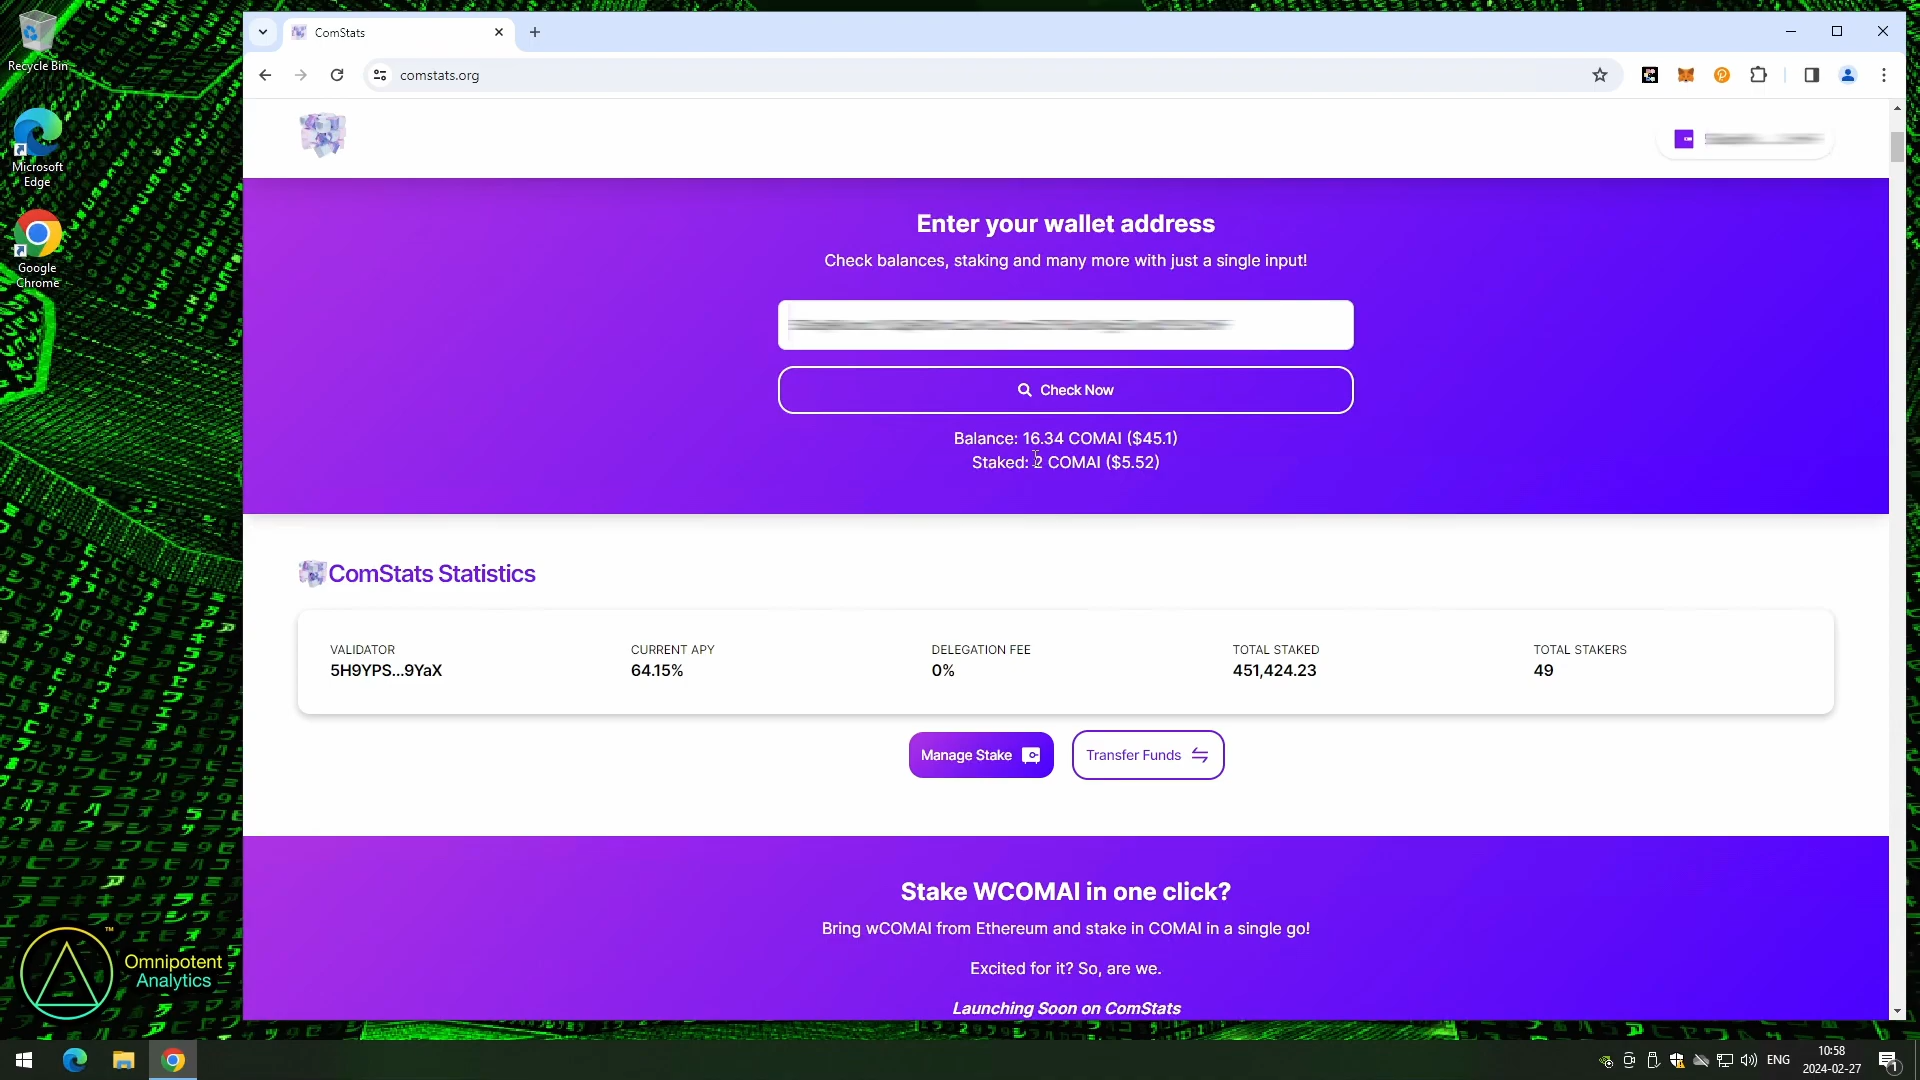 Recycle Bin
Microsoft
Edge
Google
Chrome
ComStats
comstats.org
Enter your wallet address
Check balances, staking and many more with just a single input!
Check Now
Balance: 16.34 COMAI ($45.1)
Staked: 2 COMAI ($5.52)
ComStats Statistics
VALIDATOR
5H9YPS...9YaX
CURRENT APY
64.15%
DELEGATION FEE
0%
TOTAL STAKED
451,424.23
TOTAL STAKERS
49
Manage Stake
Transfer Funds
Stake WCOMAI in one click?
Bring wCOMAI from Ethereum and stake in COMAI in a single go!
Excited for it? So, are we.
Launching Soon on ComStats
Omnipotent
Analytics
TM
ENG
10:58
2024-02-27
1